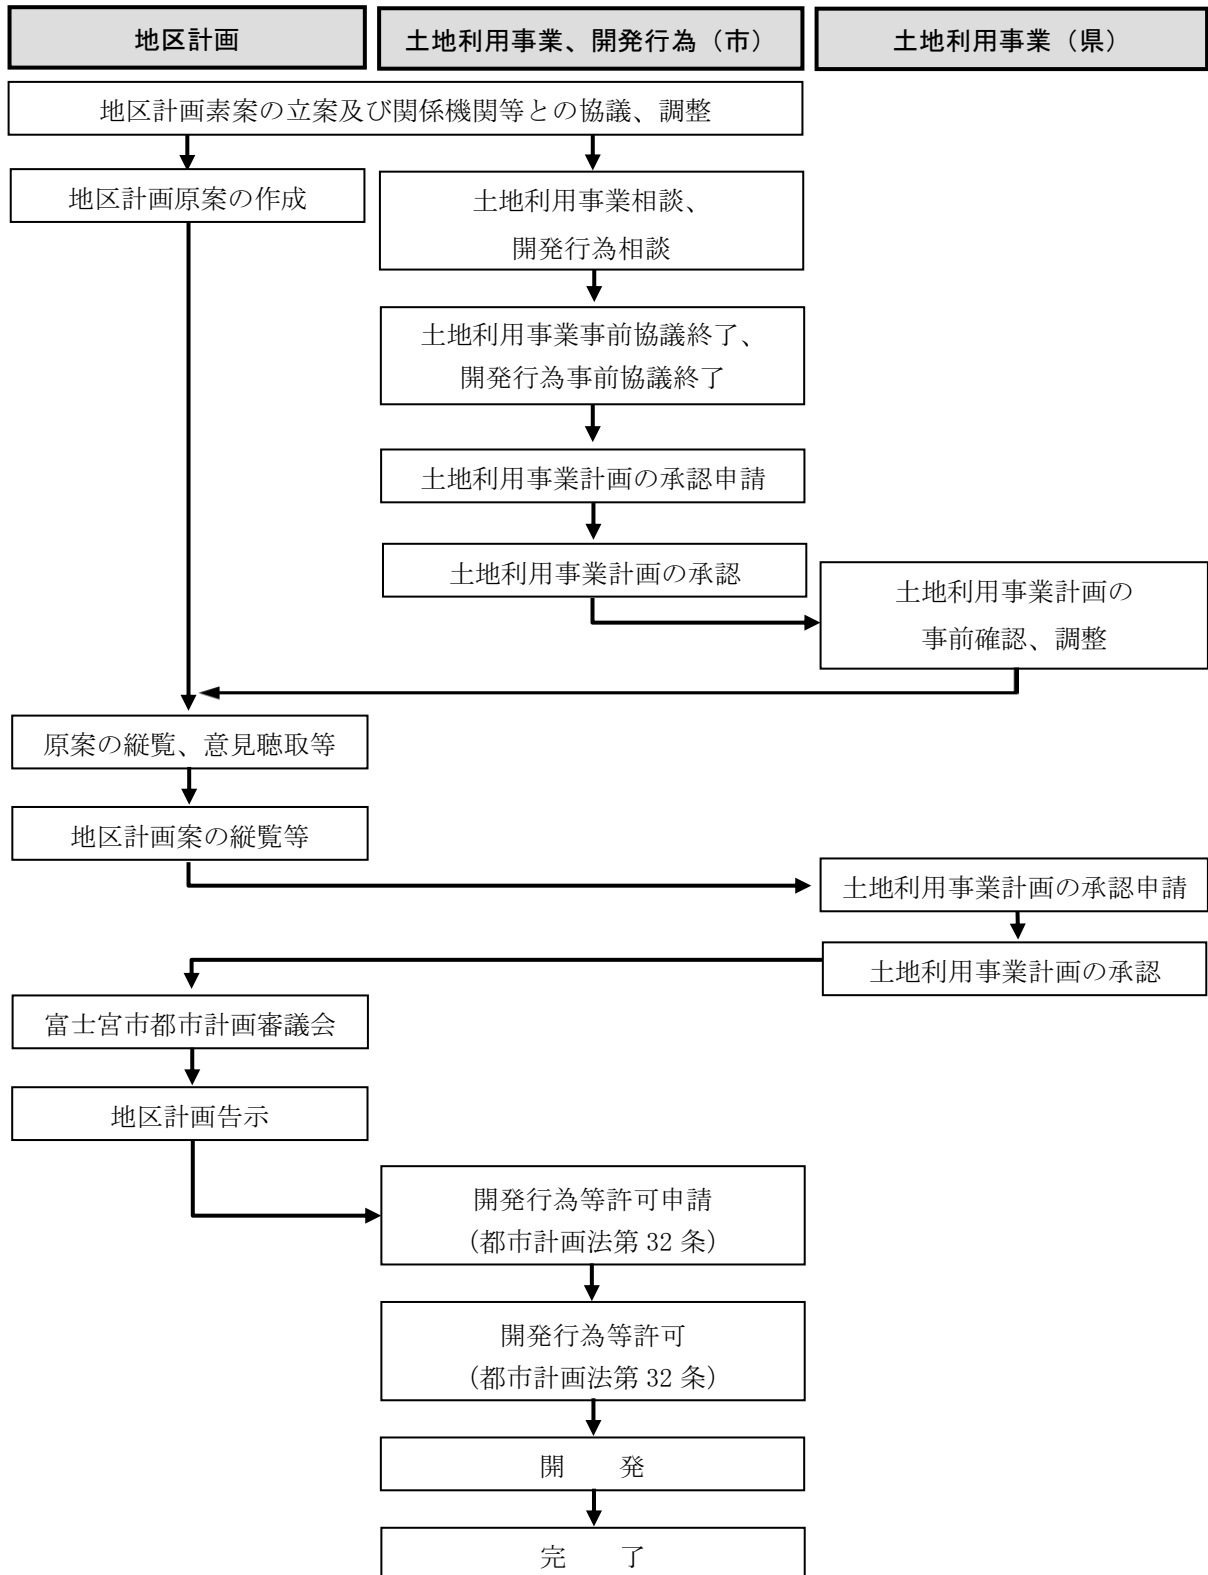 地区計画
土地利用事業、開発行為（市）
土地利用事業（県）
地区計画素案の立案及び関係機関等との協議、調整
地区計画原案の作成
土地利用事業相談、
開発行為相談
土地利用事業事前協議終了、
開発行為事前協議終了
土地利用事業計画の承認申請
土地利用事業計画の承認
土地利用事業計画の
事前確認、調整
原案の縦覧、意見聴取等
地区計画案の縦覧等
土地利用事業計画の承認申請
土地利用事業計画の承認
富士宮市都市計画審議会
地区計画告示
開発行為等許可申請
（都市計画法第 32 条）
開発行為等許可
（都市計画法第 32 条）
開　発
完　了